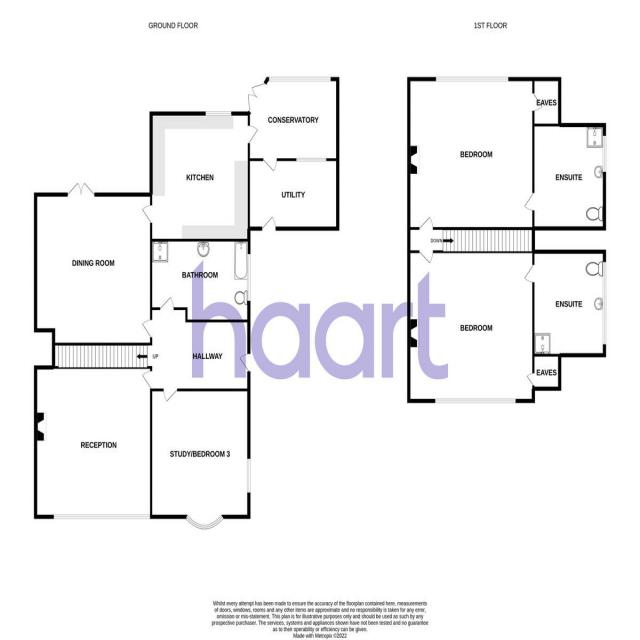 GROUND FLOOR
1ST FLOOR
CONSERVATORY
KITCHEN
UTILITY
DINING ROOM
BATHROOM
HALLWAY
UP
RECEPTION
STUDY/BEDROOM 3
EAVES
BEDROOM
ENSUITE
DOWN
ENSUITE
BEDROOM
EAVES
haart
Whilst every attempt has been made to ensure the accuracy of the floorplan contained here, measurements
of doors, windows, rooms and any other items are approximate and no responsibility is taken for any error,
omission or mis-statement. This plan is for illustrative purposes only and should be used as such by any
prospective purchaser. The services, systems and appliances shown have not been tested and no guarantee
as to their operability or efficiency can be given.
Made with Metropix ©2022